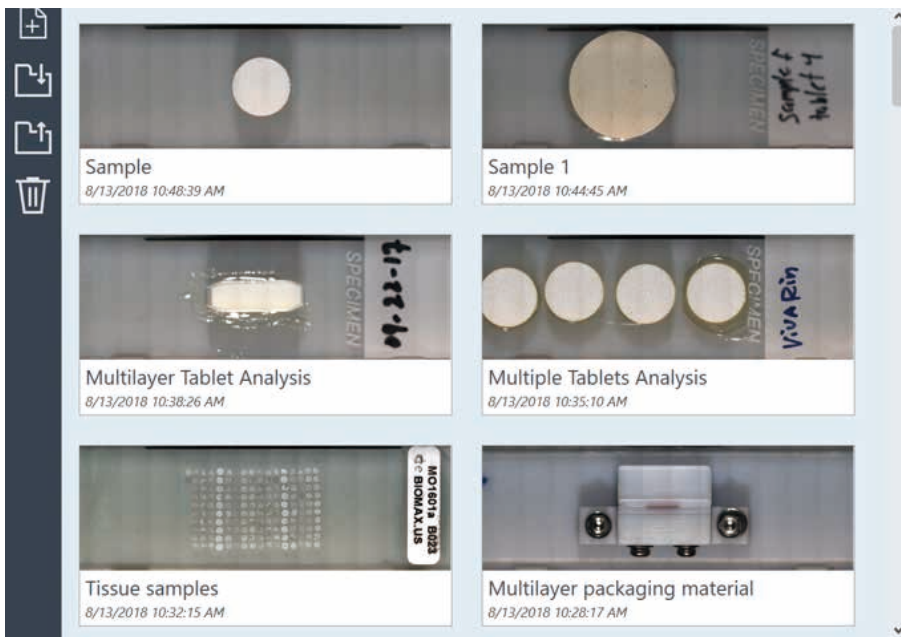 SPECIMEN
Sample f
tablet 4
Sample
8/13/2018 10:48:39 AM
Sample 1
8/13/2018 10:44:45 AM
SPECIMEN
SPECIMEN
ViVARin
Multilayer Tablet Analysis
8/13/2018 10:38:26 AM
Multiple Tablets Analysis
8/13/2018 10:35:10 AM
MO1601a B023
BIOMAX.US
Tissue samples
8/13/2018 10:32:15 AM
Multilayer packaging material
8/13/2018 10:28:17 AM